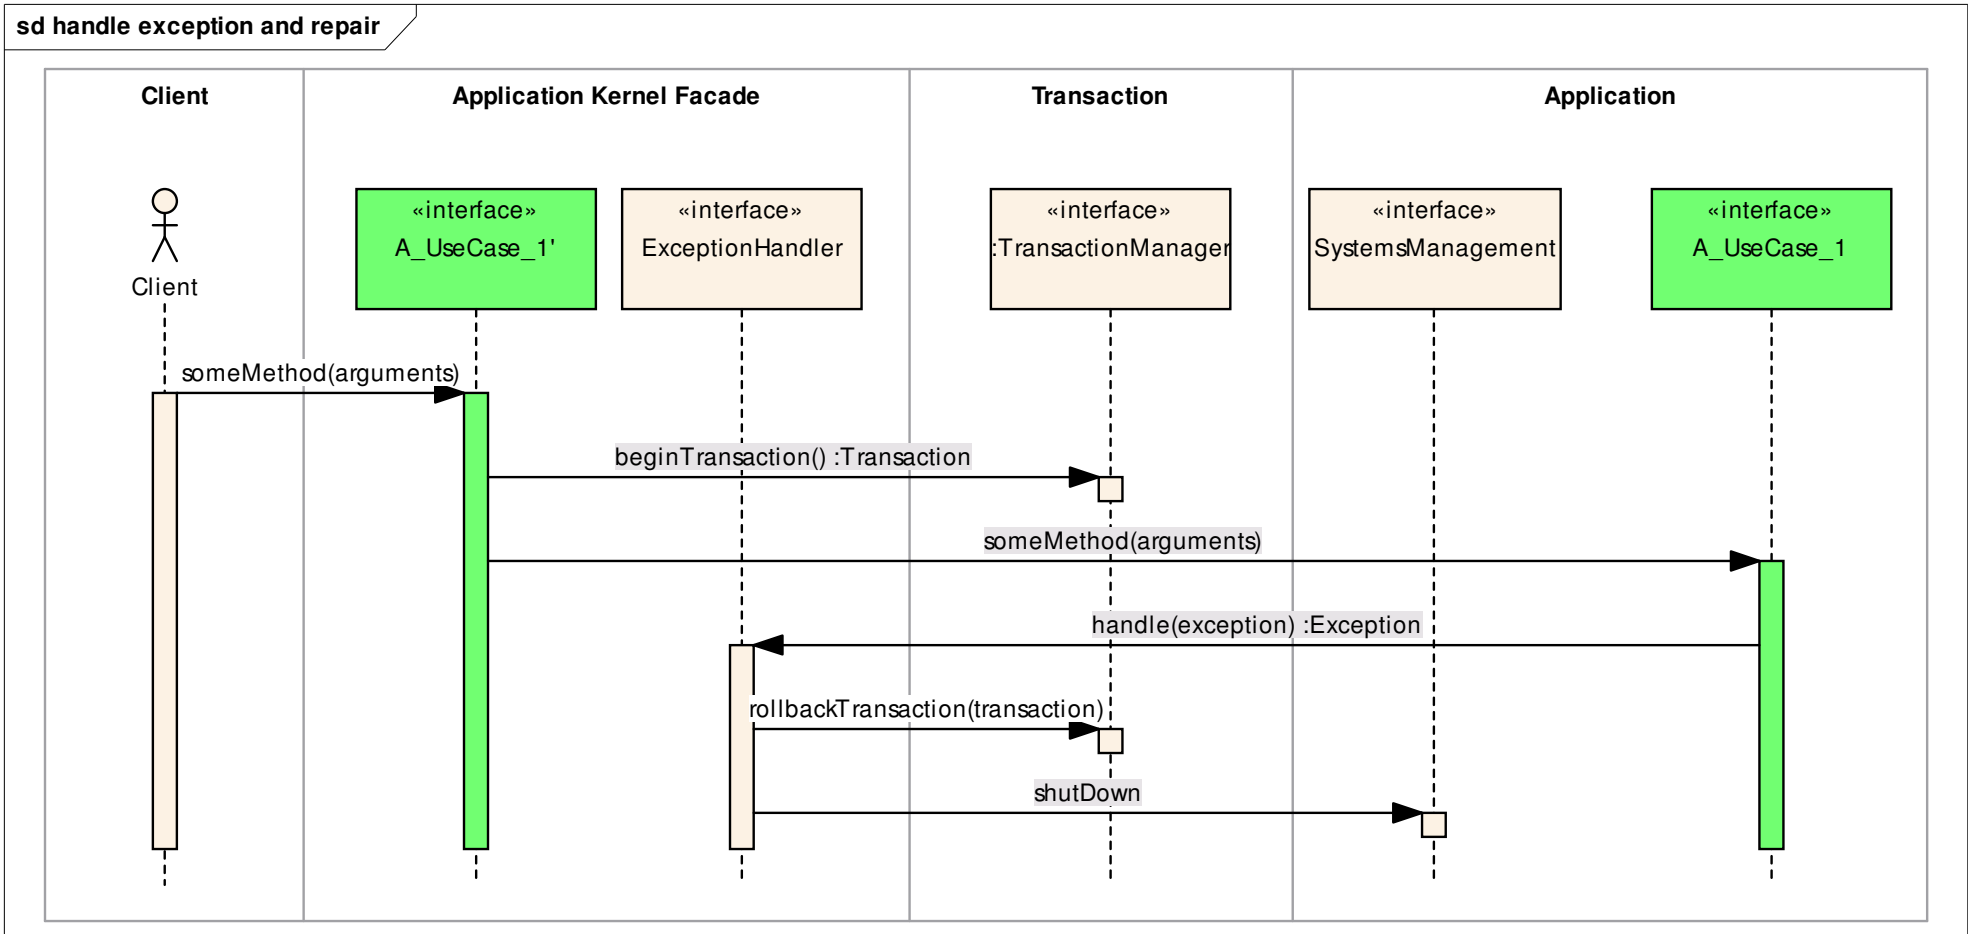 sd handle exception and repair
Client
Application Kernel Facade
Transaction
Application
«interface»
A_UseCase_1'
«interface»
ExceptionHandler
«interface»
:TransactionManager
«interface»
SystemsManagement
«interface»
A_UseCase_1
Client
someMethod(arguments)
beginTransaction() :Transaction
someMethod(arguments)
handle(exception) :Exception
rollbackTransaction(transaction)
shutDown